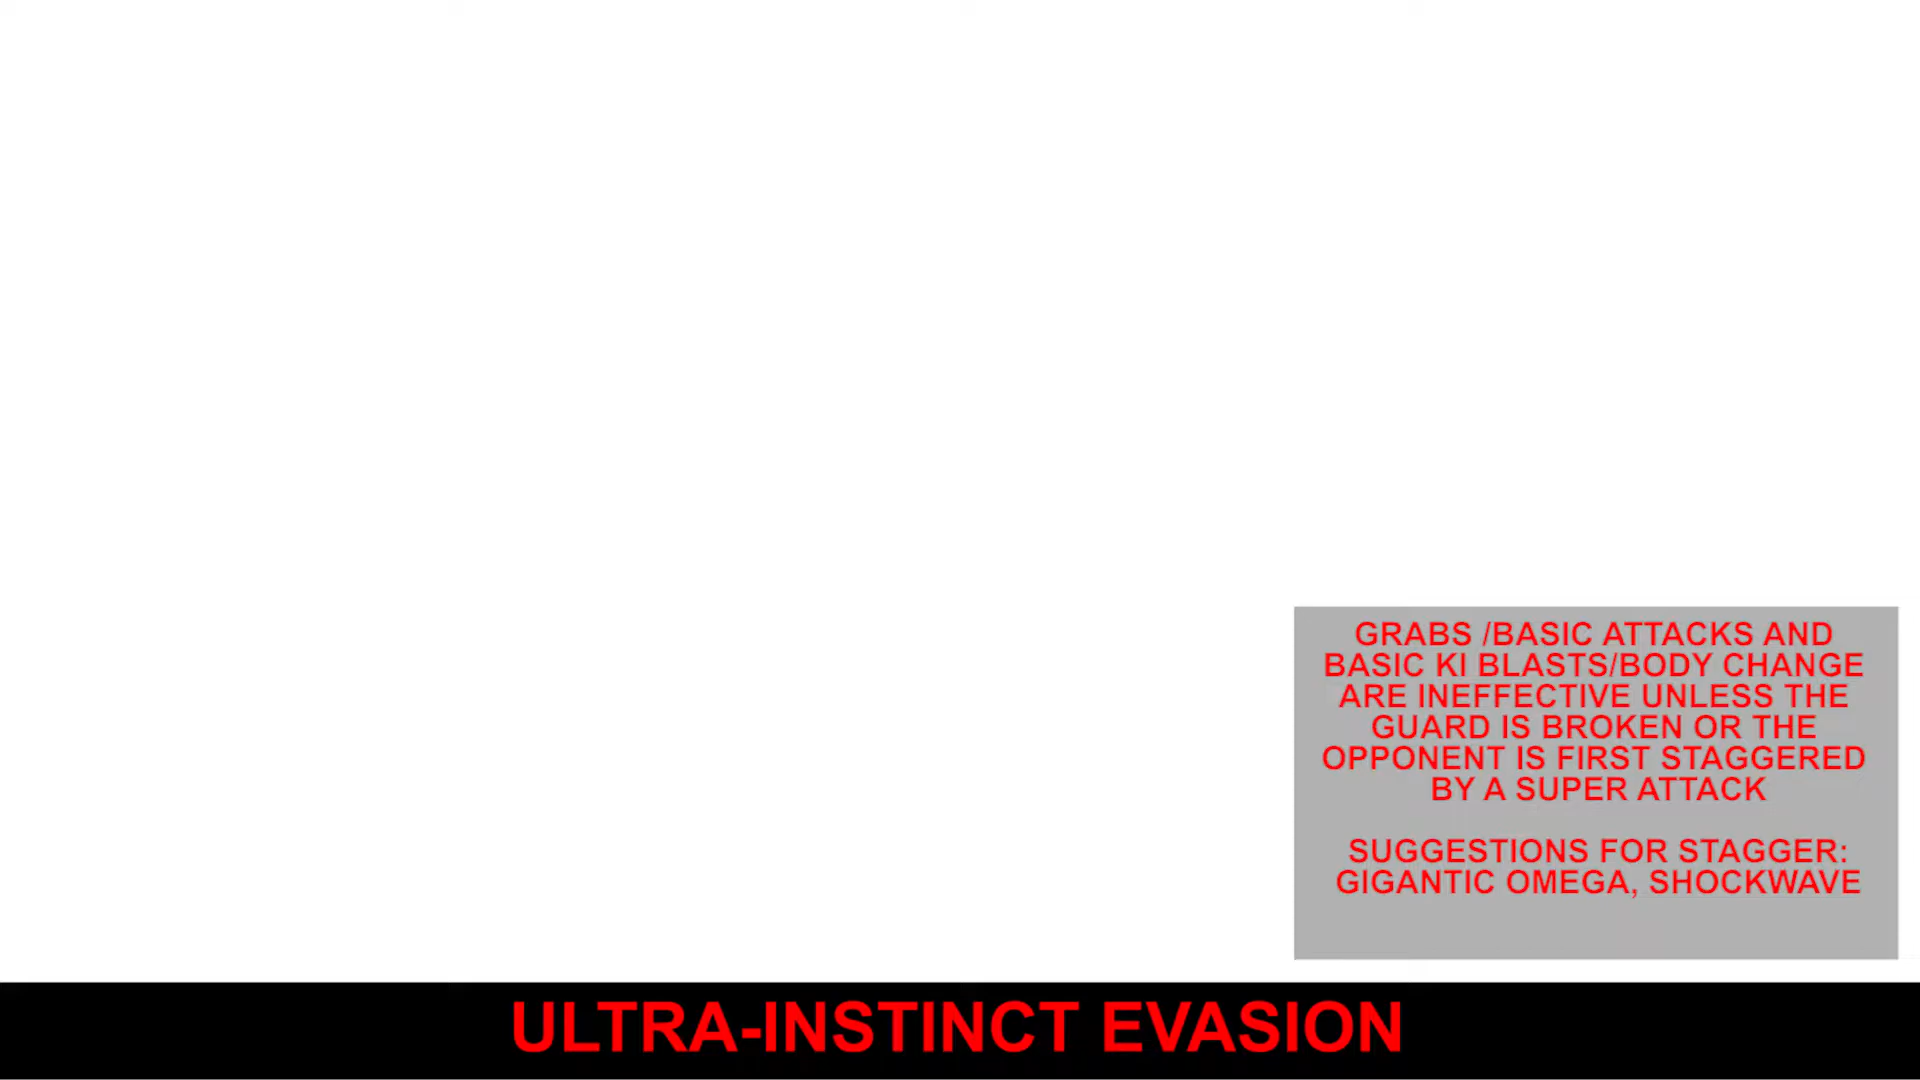 GRABS /BASIC ATTACKS AND
BASIC KI BLASTS/BODY CHANGE
ARE INEFFECTIVE UNLESS THE
GUARD IS BROKEN OR THE
OPPONENT IS FIRST STAGGERED
BY A SUPER ATTACK
SUGGESTIONS FOR STAGGER:
GIGANTIC OMEGA, SHOCKWAVE
ULTRA-INSTINCT EVASION